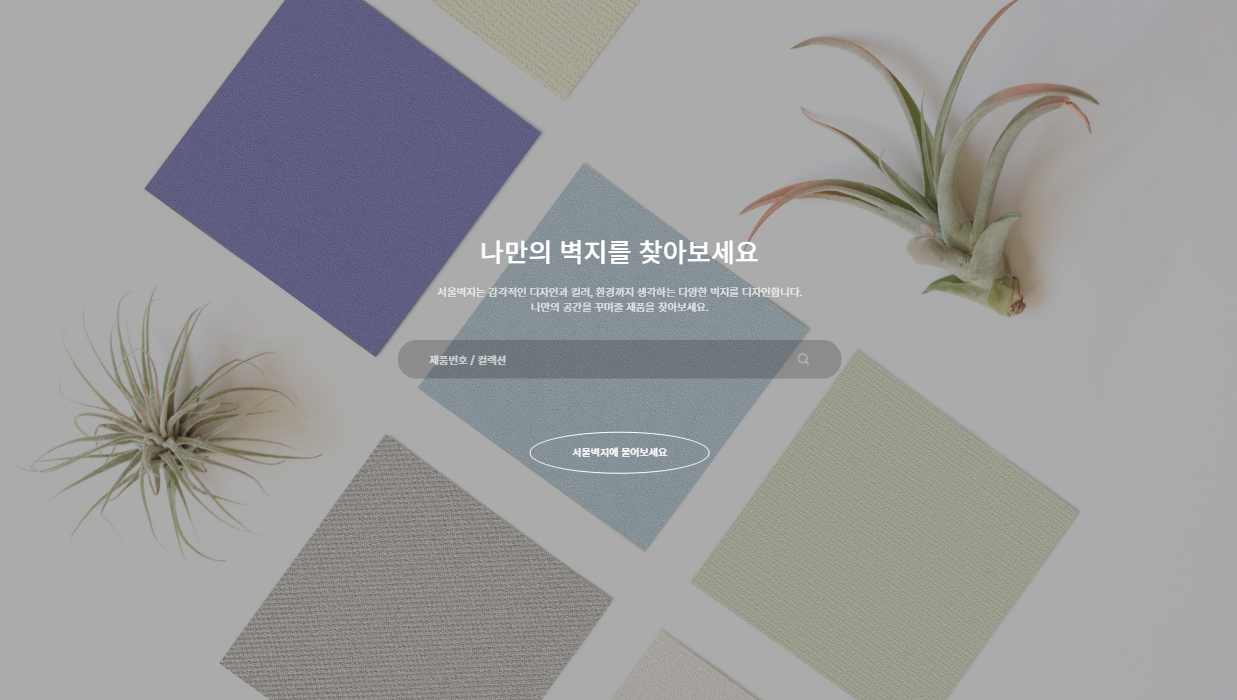 나만의 벽지를 찾아보세요
서울벽지는 감각적인 디자인과 컬러, 환경까지 생각하는 다양한 벽지를 디자인합니다.
나만의 공간을 꾸며줄 제품을 찾아보세요.
제품번호 / 컬렉션
서울벽지에 물어보세요